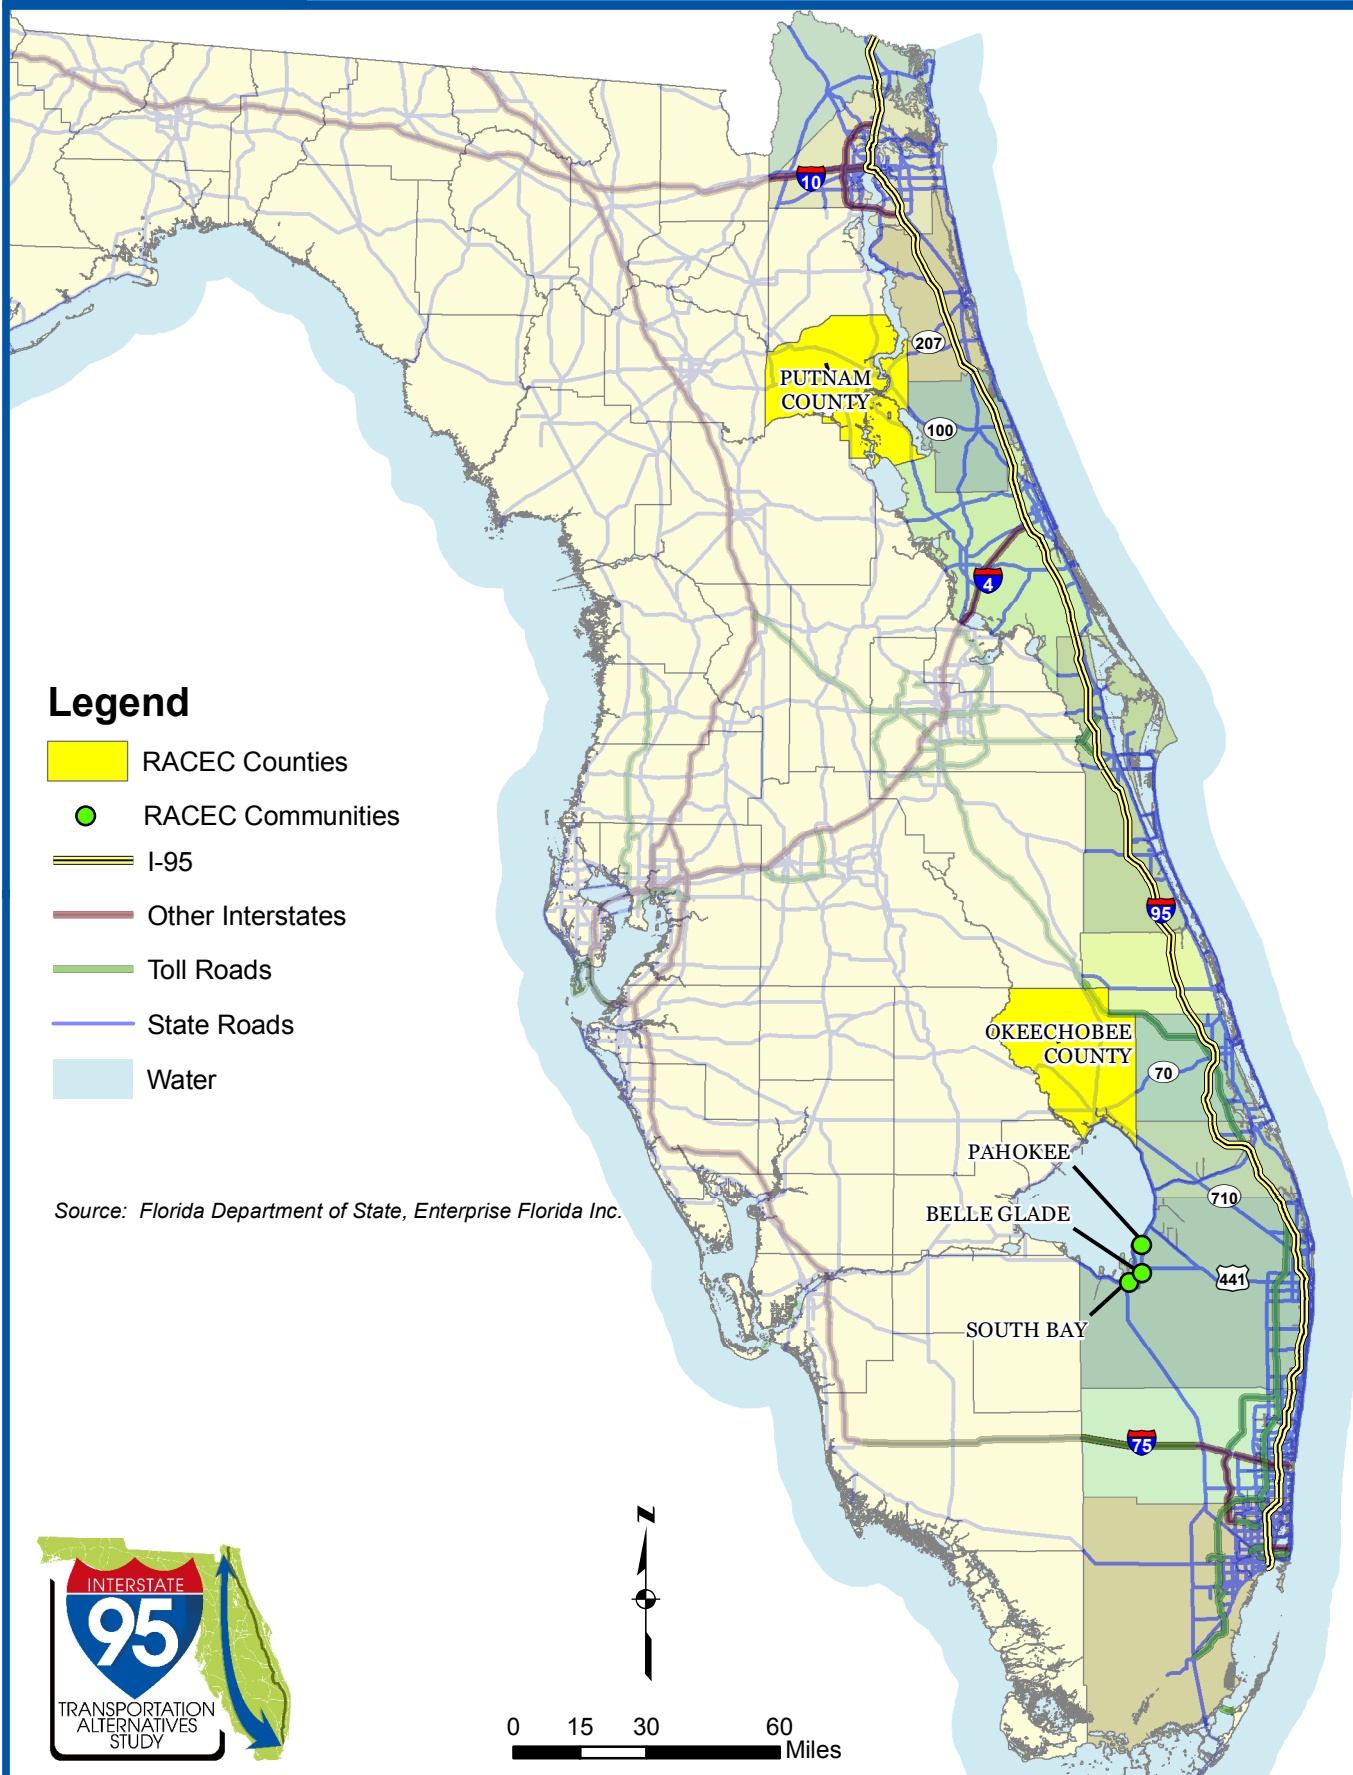 10
207
PUTNAM
COUNTY
100
4
Legend
RACEC Counties
RACEC Communities
I-95
Other Interstates
Toll Roads
State Roads
Water
95
OKEECHOBEE
COUNTY
70
PAHOKEE
710
BELLE GLADE
441
SOUTH BAY
Source: Florida Department of State, Enterprise Florida Inc.
75
N
INTERSTATE
95
TRANSPORTATION
ALTERNATIVES
STUDY
0 15 30 60
Miles